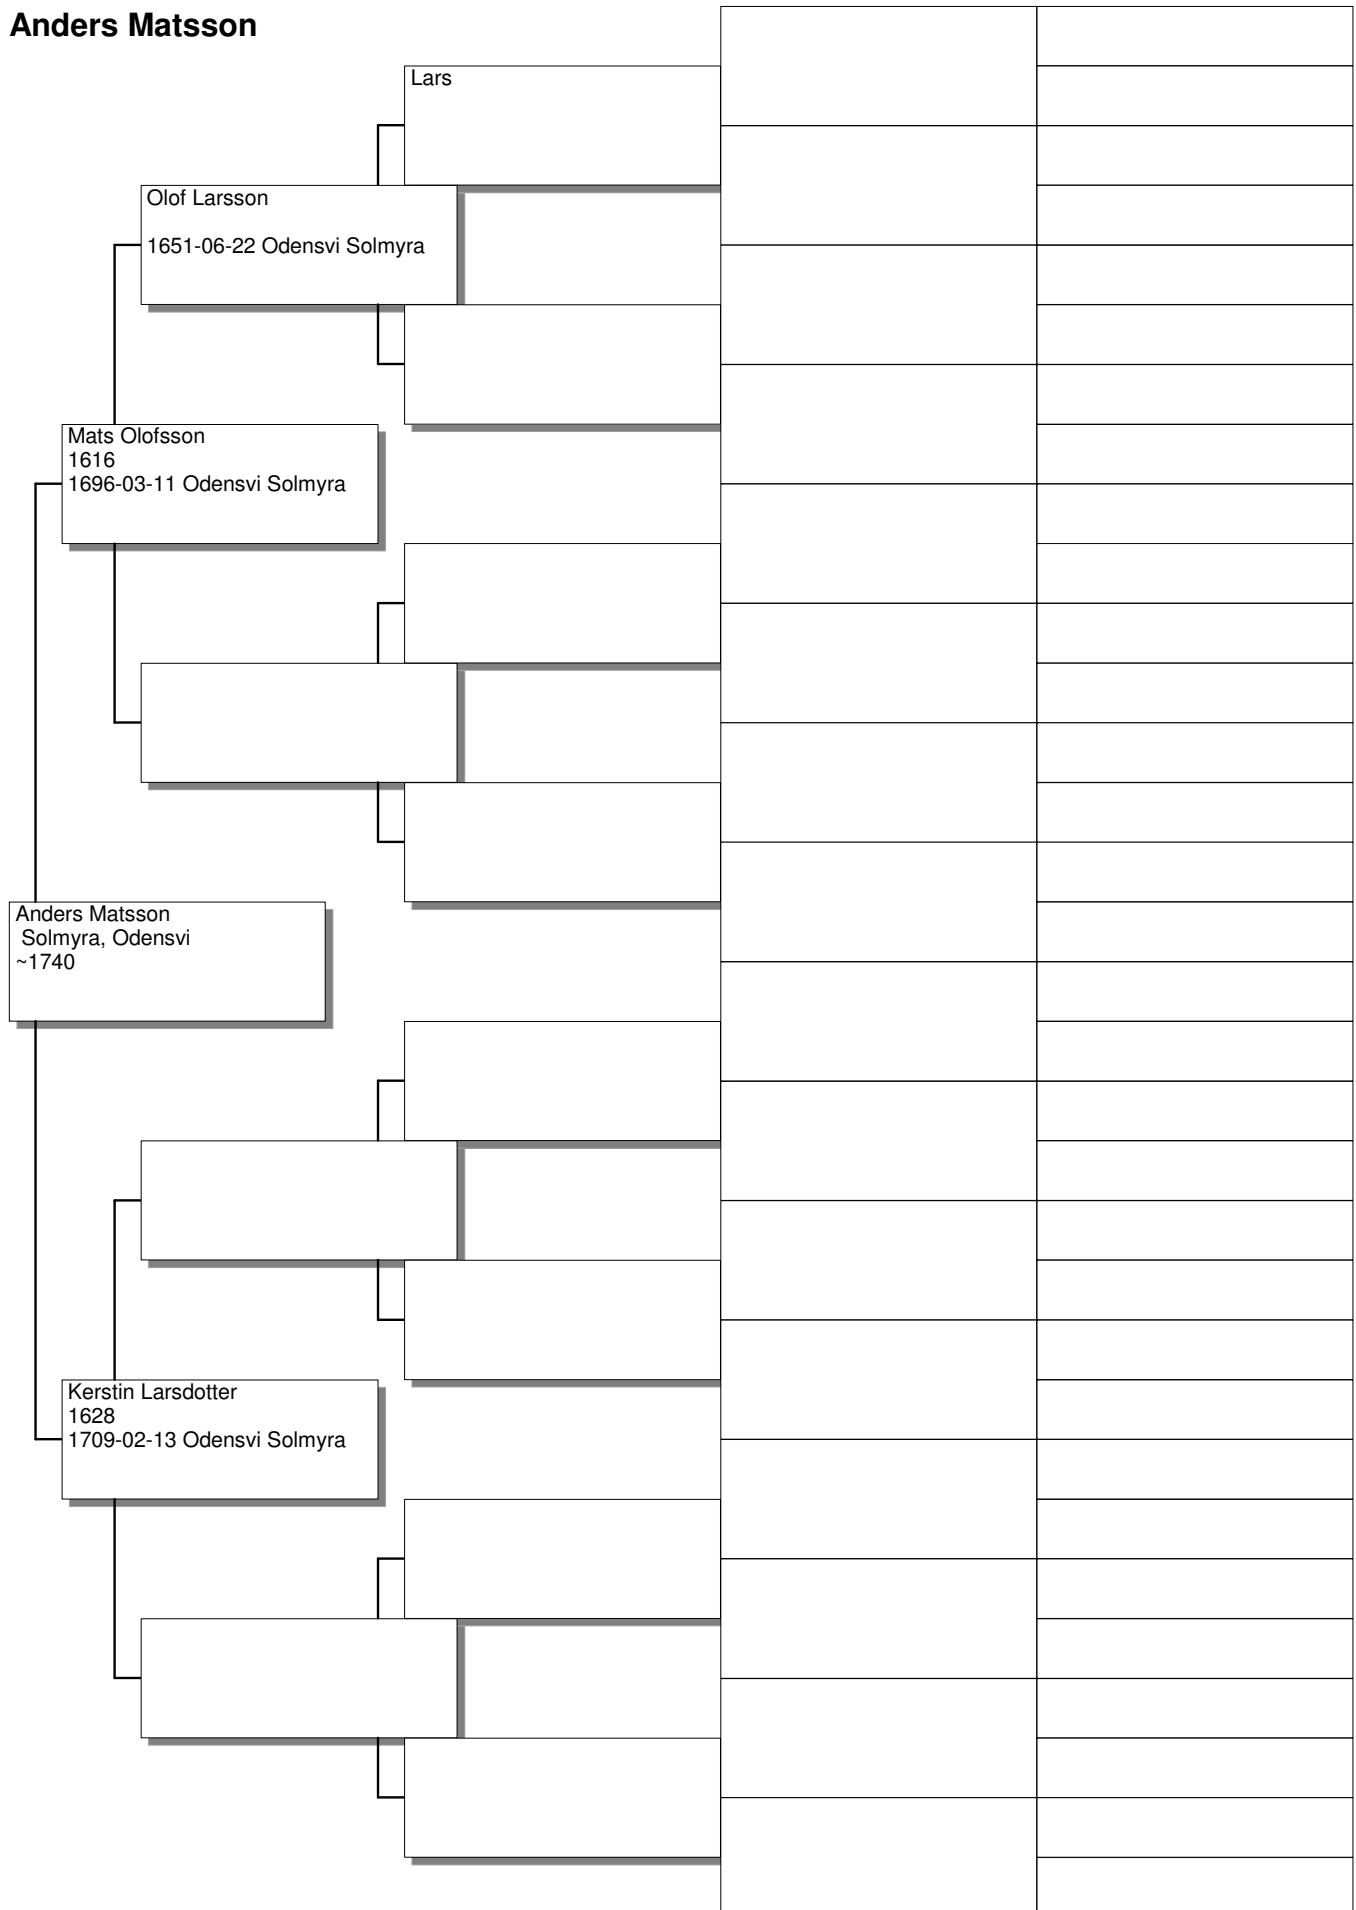 Anders Matsson
Lars
Olof Larsson
1651-06-22 Odensvi Solmyra
Mats Olofsson
1616
1696-03-11 Odensvi Solmyra
Anders Matsson
Solmyra, Odensvi
~1740
Kerstin Larsdotter
1628
1709-02-13 Odensvi Solmyra